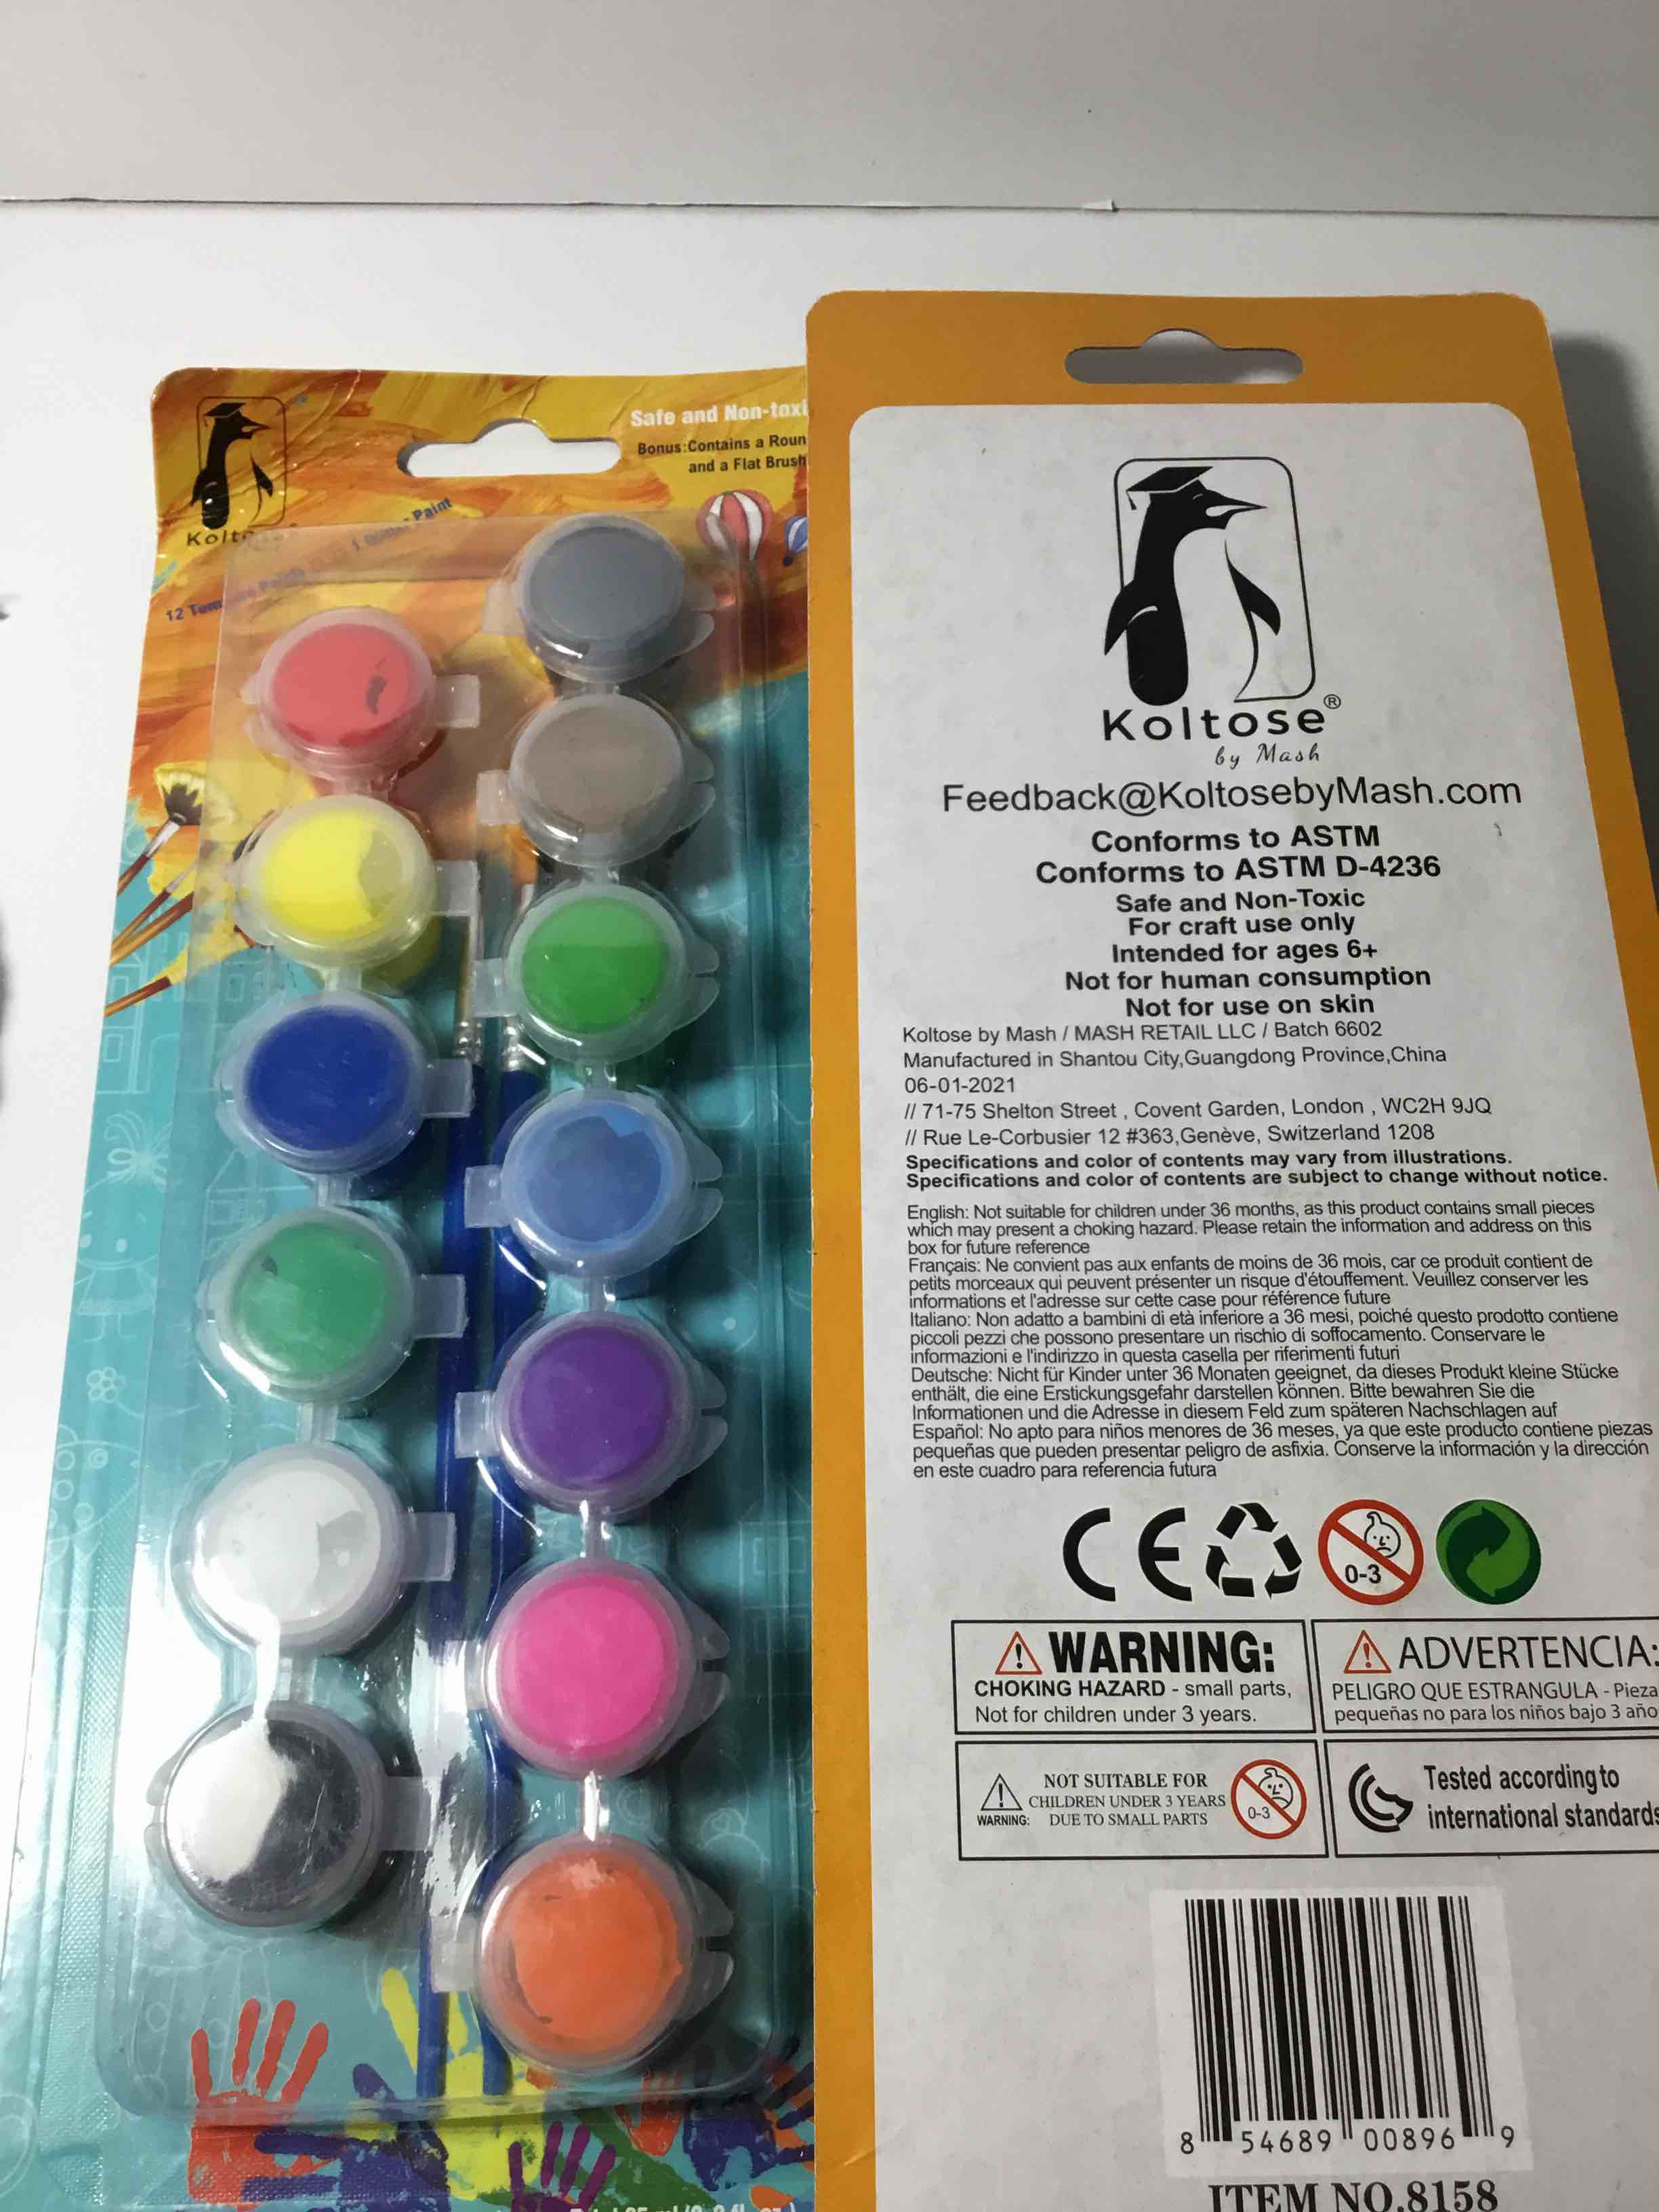 Safe and Non-toxi
Bonus:Contains a Roun
and a Flat Brush
Paint
12
Koltose®
by Mash
Feedback@KoltosebyMash.com
Conforms to ASTM
Conforms to ASTM D-4236
Safe and Non-Toxic
For craft use only
Intended for ages 6+
Not for human consumption
Not for use on skin
Koltose by Mash / MASH RETAIL LLC / Batch 6602
Manufactured in Shantou City,Guangdong Province,China
06-01-2021
// 71-75 Shelton Street , Covent Garden, London , WC2H 9JQ
// Rue Le-Corbusier 12 #363,Genève, Switzerland 1208
Specifications and color of contents may vary from illustrations.
Specifications and color of contents are subject to change without notice.
English: Not suitable for children under 36 months, as this product contains small pieces
which may present a choking hazard. Please retain the information and address on this
box for future reference
Français: Ne convient pas aux enfants de moins de 36 mois, car ce produit contient de
petits morceaux qui peuvent présenter un risque d'étouffement. Veuillez conserver les
informations et l'adresse sur cette case pour référence future
Italiano: Non adatto a bambini di età inferiore a 36 mesi, poiché questo prodotto contiene
piccoli pezzi che possono presentare un rischio di soffocamento. Conservare le
informazioni e l'indirizzo in questa casella per riferimenti futuri
Deutsche: Nicht für Kinder unter 36 Monaten geeignet, da dieses Produkt kleine Stücke
enthält, die eine Erstickungsgefahr darstellen können. Bitte bewahren Sie die
Informationen und die Adresse in diesem Feld zum späteren Nachschlagen auf
Español: No apto para niños menores de 36 meses, ya que este producto contiene piezas
pequeñas que pueden presentar peligro de asfixia. Conserve la información y la dirección
en este cuadro para referencia futura
CE
0-3
WARNING:
CHOKING HAZARD - small parts,
Not for children under 3 years.
ADVERTENCIA:
PELIGRO QUE ESTRANGULA - Pieza
pequeñas no para los niños bajo 3 año
NOT SUITABLE FOR
CHILDREN UNDER 3 YEARS
WARNING: DUE TO SMALL PARTS
0-3
Tested according to
international standards
8 54689 00896 9
ITEM NO.8158